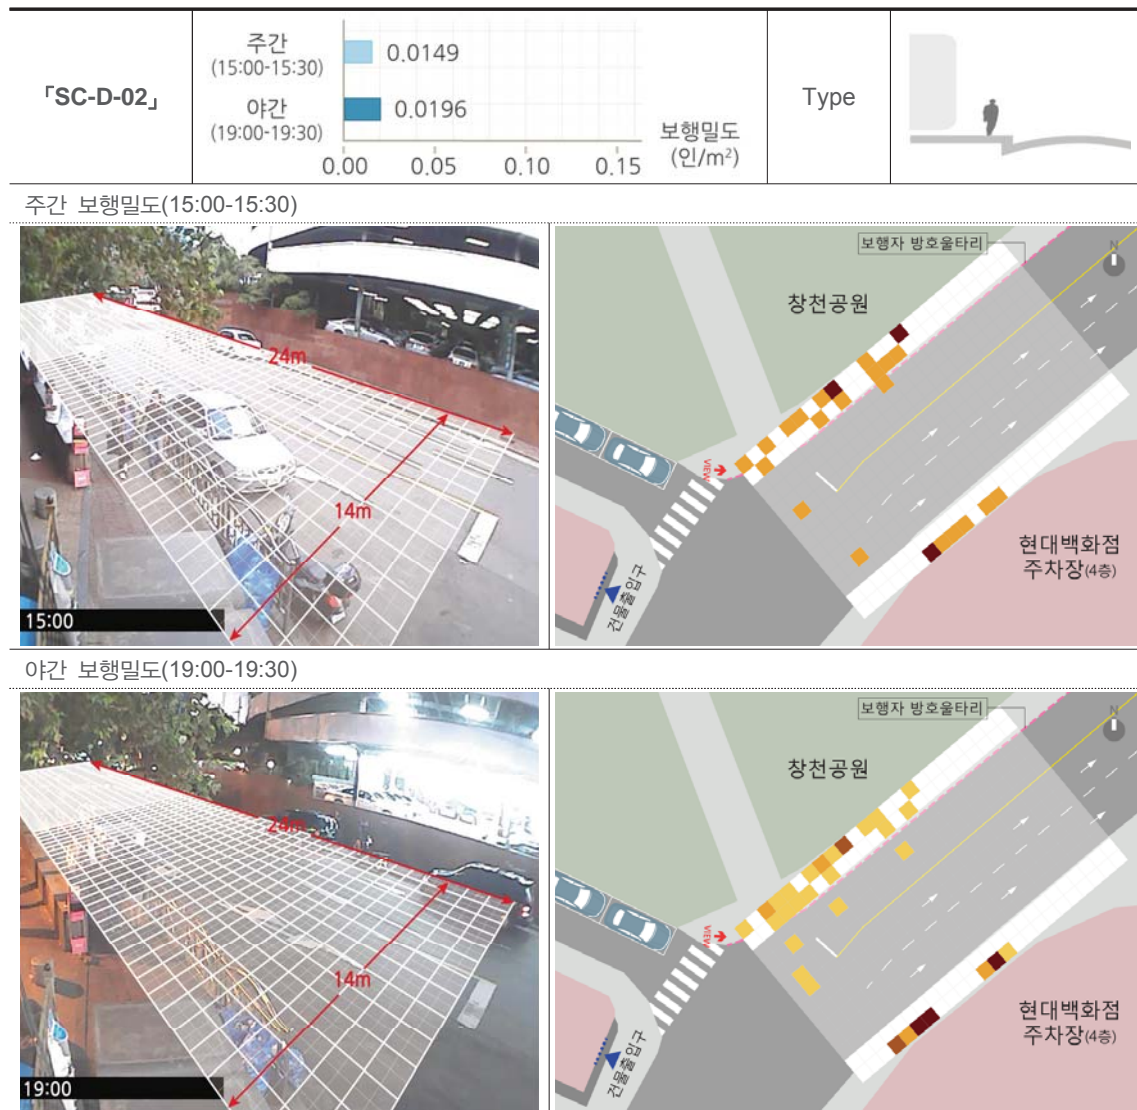 「SC-D-02」
주간
(15:00-15:30)
0.0149
야간
(19:00-19:30)
0.0196
0.00 0.05 0.10 0.15
보행밀도
(인/m²)
Type
주간 보행밀도(15:00-15:30)
24m
14m
15:00
보행자 방호울타리
N
창천공원
VIEW
현대백화점
주차장(4층)
건물출입구
야간 보행밀도(19:00-19:30)
24m
14m
19:00
보행자 방호울타리
N
창천공원
VIEW
현대백화점
주차장(4층)
건물출입구